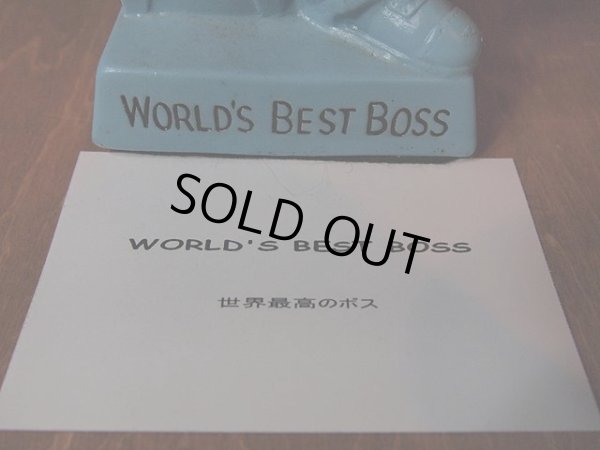 WORLD'S BEST BOSS
SOLD OUT
WORLD'S BEST BOSS
世界最高のボス